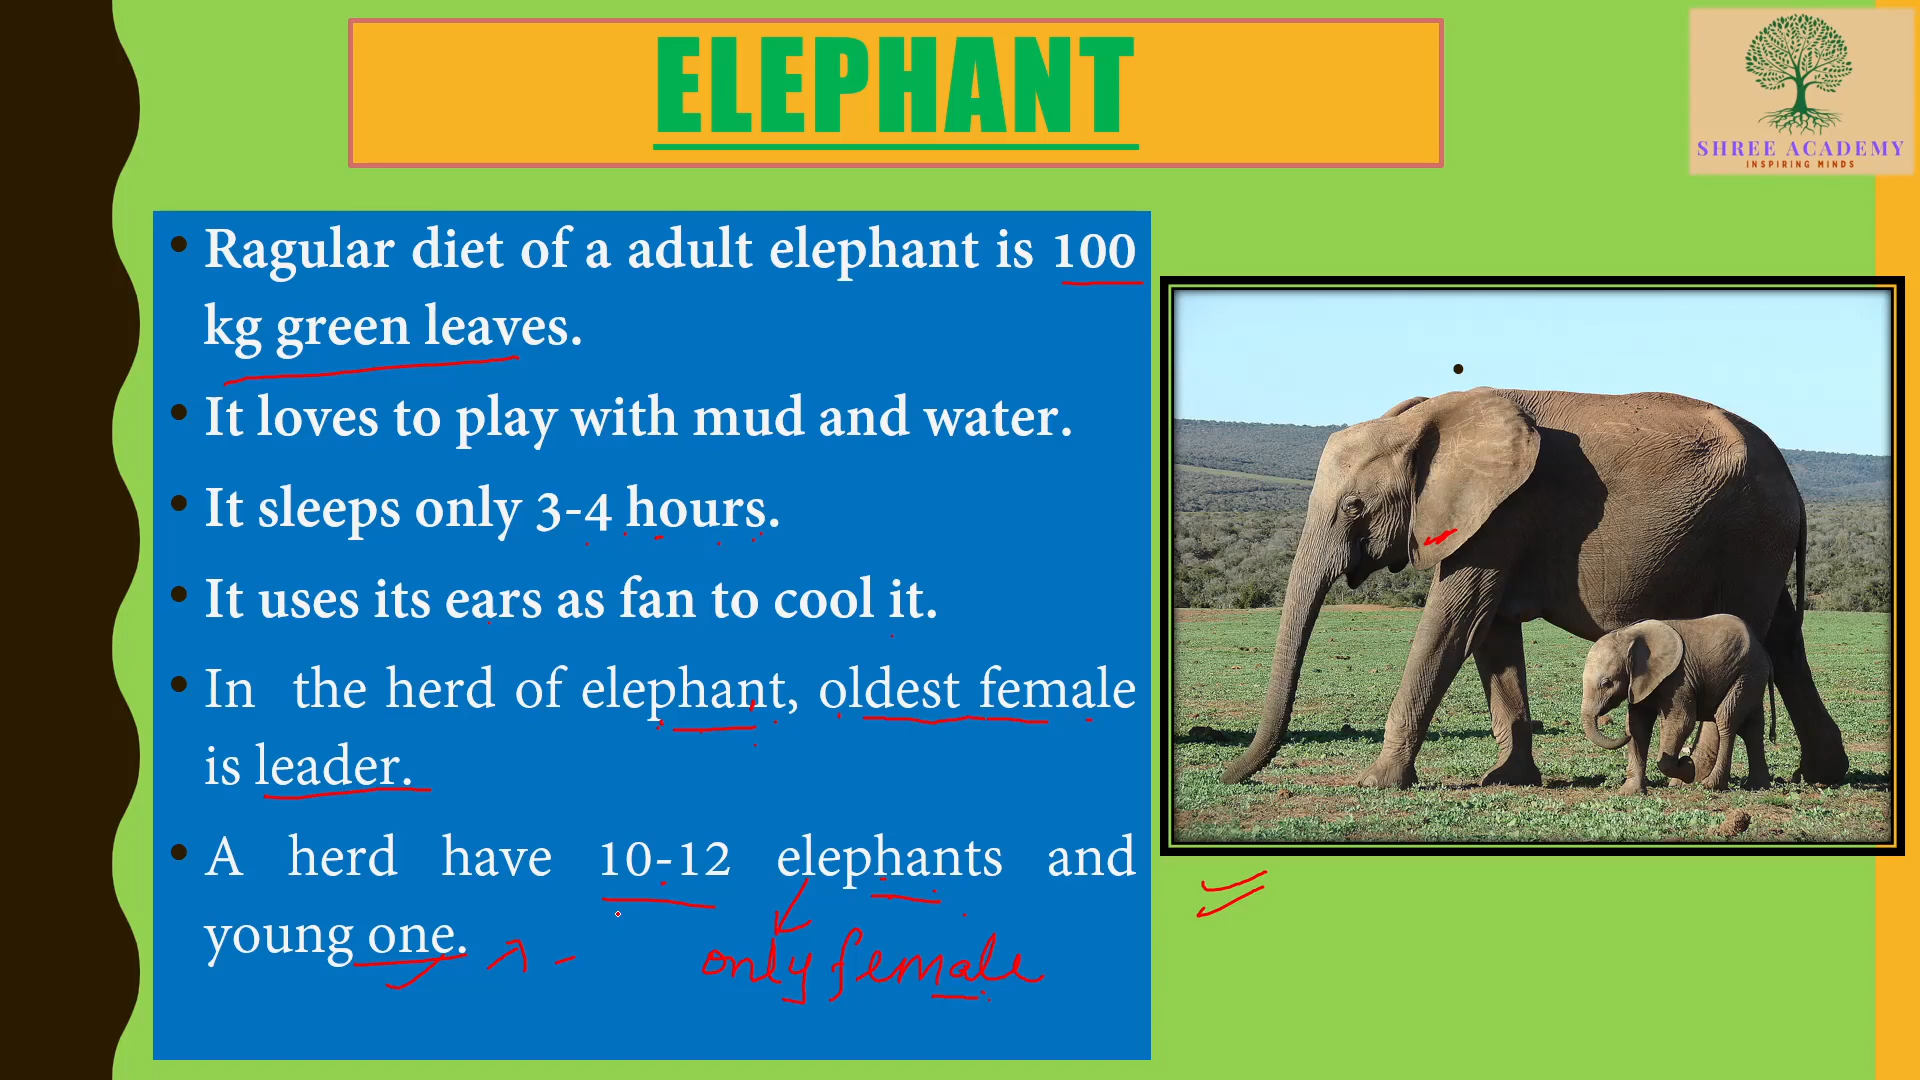 ELEPHANT
SHREE ACADEMY
INSPIRING MINDS
• Ragular diet of a adult elephant is 100
kg green leaves.
• It loves to play with mud and water.
• It sleeps only 3-4 hours.
• It uses its ears as fan to cool it.
• In the herd of elephant, oldest female
is leader.
• A herd have 10-12 elephants and
young one.
only female